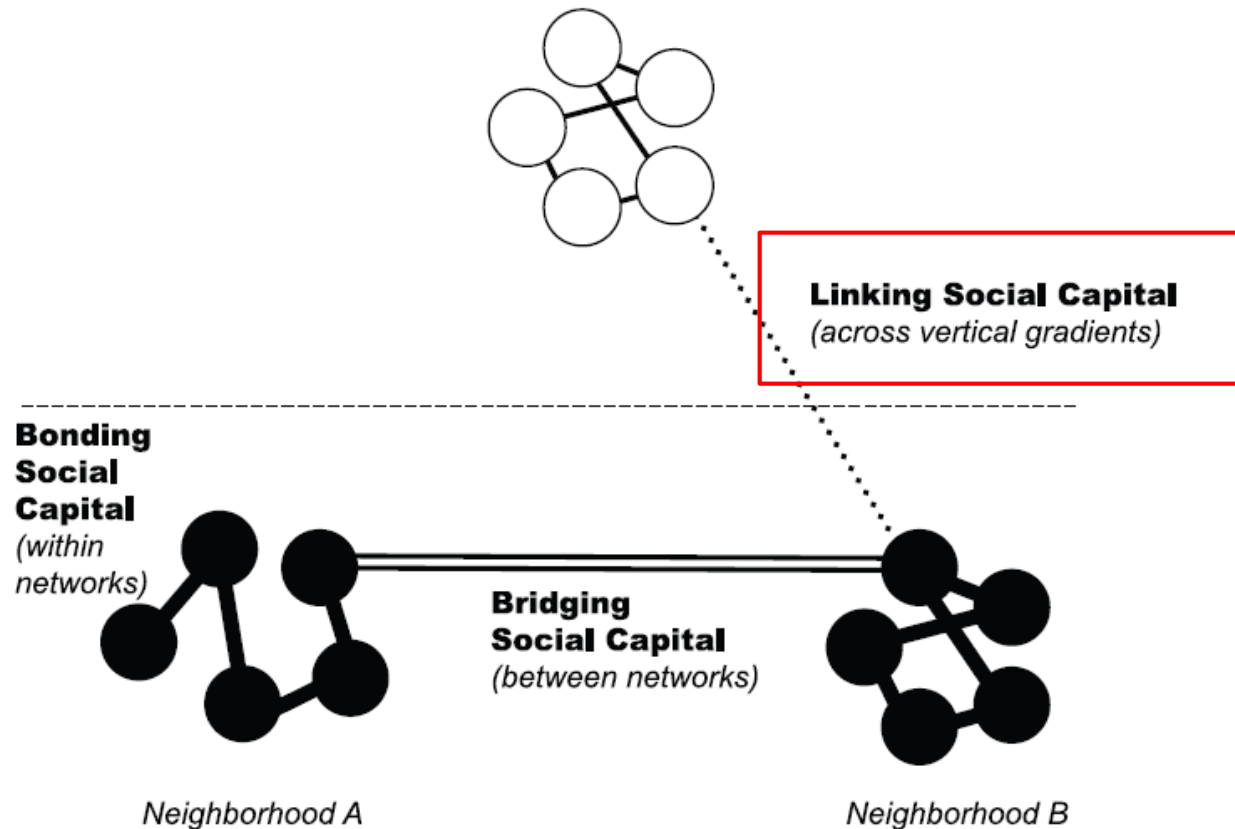 Linking Social Capital
(across vertical gradients)
Bonding
Social
Capital
(within
networks)
Bridging
Social Capital
(between networks)
Neighborhood A
Neighborhood B